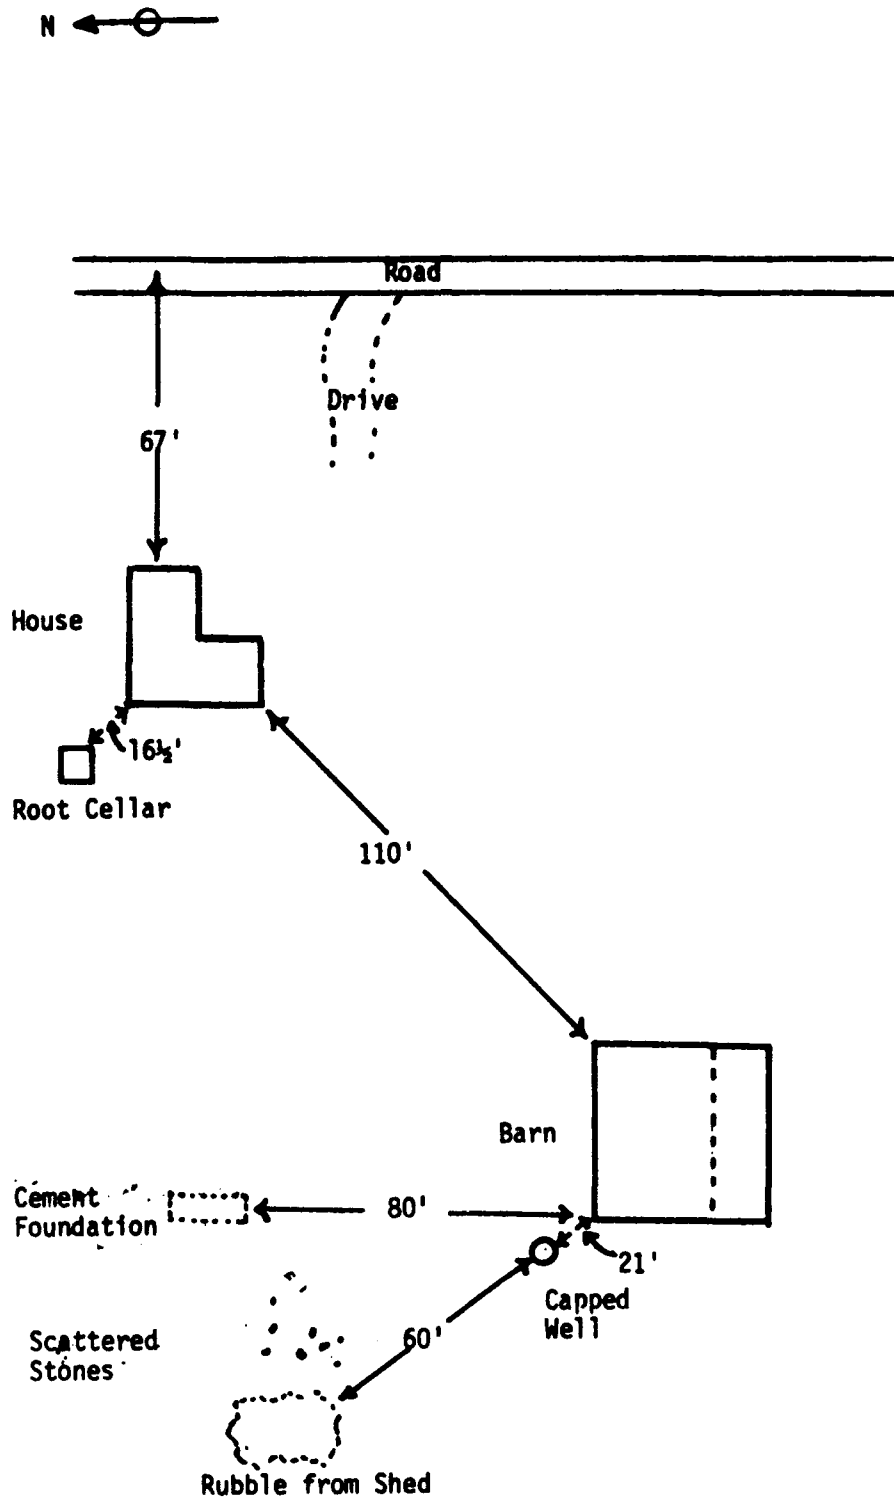 N
Road
Drive
67'
House
16½'
Root Cellar
110'
Barn
Cement
Foundation
80'
21'
Capped
Well
60'
Scattered
Stones
Rubble from Shed